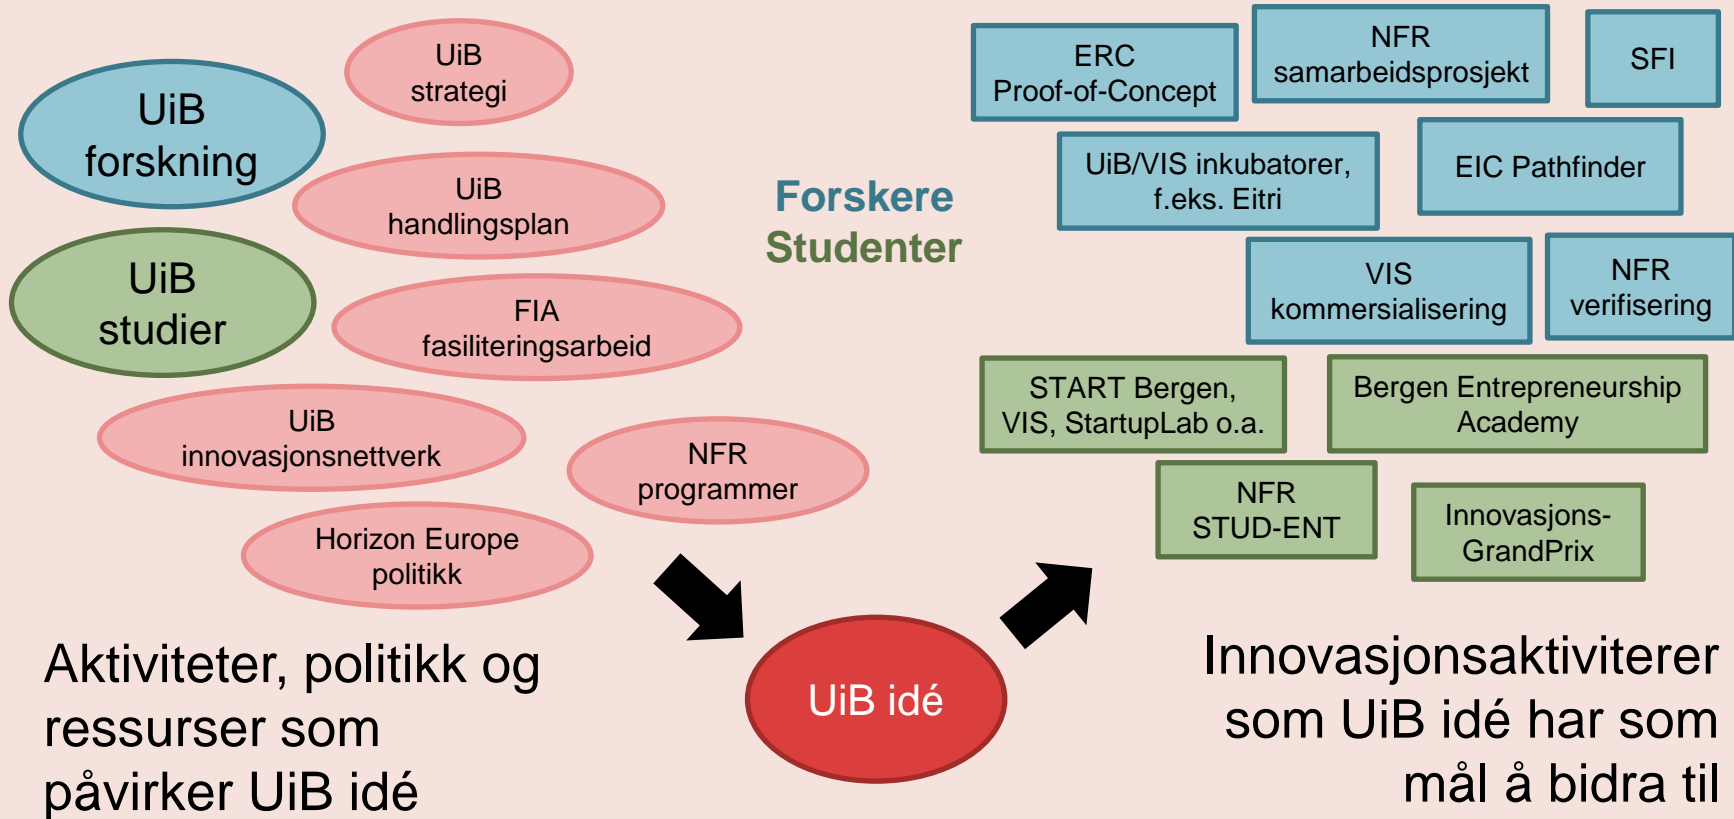 UiB
strategi
UiB
forskning
UiB
handlingsplan
UiB
studier
FIA
fasiliteringsarbeid
UiB
innovasjonsnettverk
NFR
programmer
Horizon Europe
politikk
Aktiviteter, politikk og
ressurser som
påvirker UiB idé
UiB idé
Forskere
Studenter
ERC
Proof-of-Concept
NFR
samarbeidsprosjekt
SFI
UiB/VIS inkubatorer,
f.eks. Eitri
EIC Pathfinder
VIS
kommersialisering
NFR
verifisering
START Bergen,
VIS, StartupLab o.a.
Bergen Entrepreneurship
Academy
NFR
STUD-ENT
Innovasjons-
GrandPrix
Innovasjonsaktiviterer
som UiB idé har som
mål å bidra til